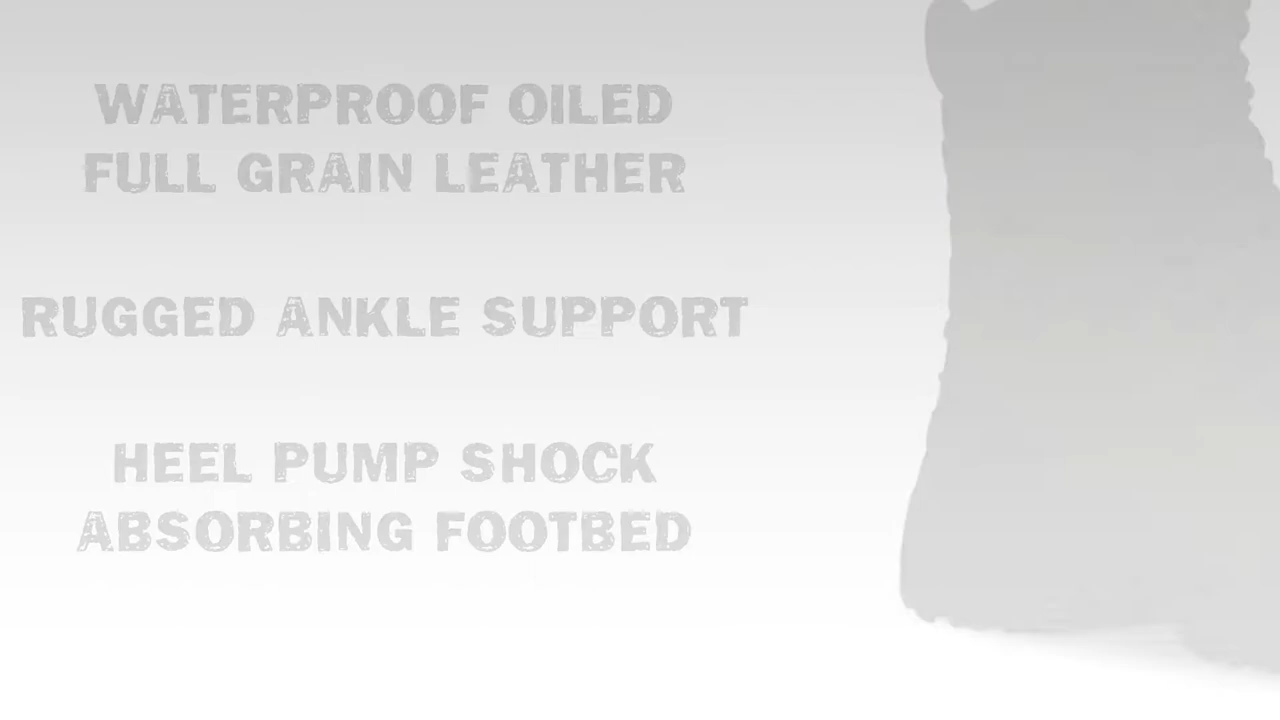 WATERPROOF OILED
FULL GRAIN LEATHER
RUGGED ANKLE SUPPORT
HEEL PUMP SHOCK
ABSORBING FOOTBED